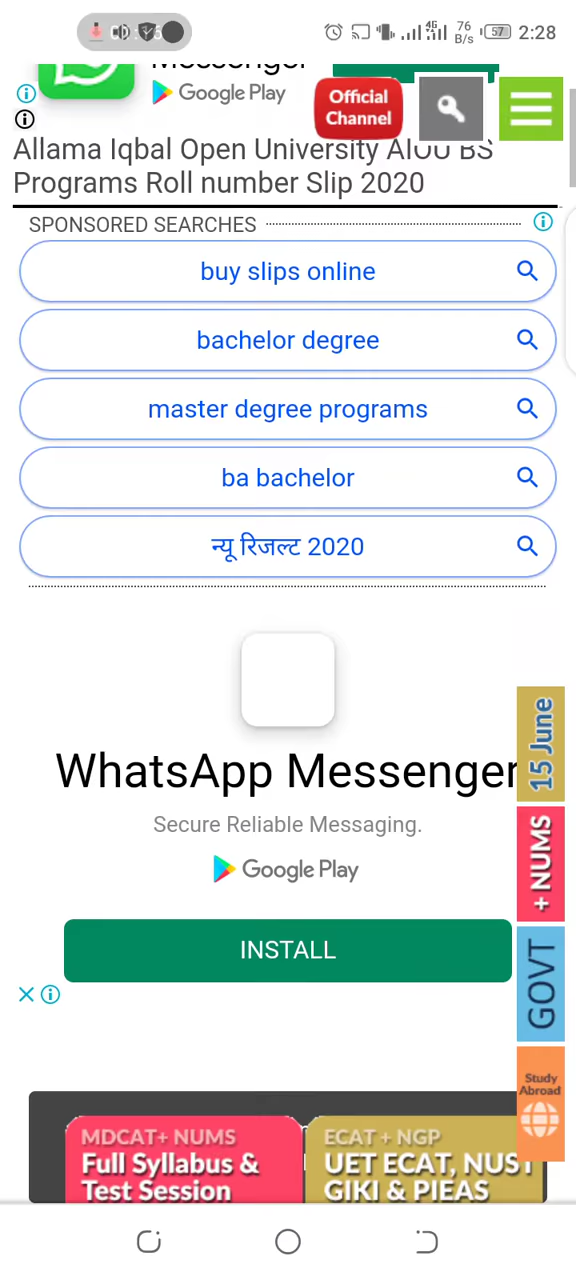 4G
76
B/s
57
2:28
Messenger
Google Play
Official
Channel
Allama Iqbal Open University AIOU BS
Programs Roll number Slip 2020
SPONSORED SEARCHES
buy slips online
bachelor degree
master degree programs
ba bachelor
न्यू रिजल्ट 2020
WhatsApp Messenger
Secure Reliable Messaging.
Google Play
INSTALL
15 June
+ NUMS
GOVT
Study
Abroad
MDCAT+ NUMS
Full Syllabus &
Test Session
ECAT + NGP
UET ECAT, NUST
GIKI & PIEAS